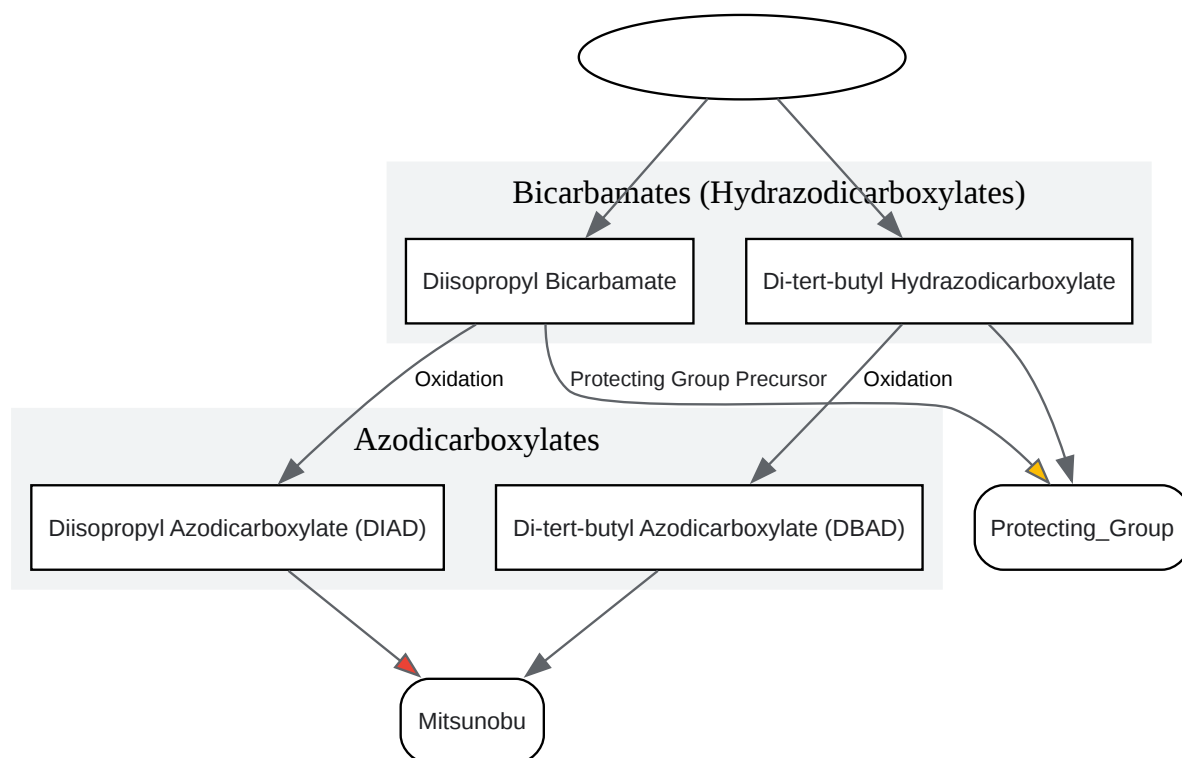 Bicarbamates (Hydrazodicarboxylates)
Diisopropyl Bicarbamate
Di-tert-butyl Hydrazodicarboxylate
Oxidation
Protecting Group Precursor
Oxidation
Azodicarboxylates
Diisopropyl Azodicarboxylate (DIAD)
Di-tert-butyl Azodicarboxylate (DBAD)
Protecting_Group
Mitsunobu